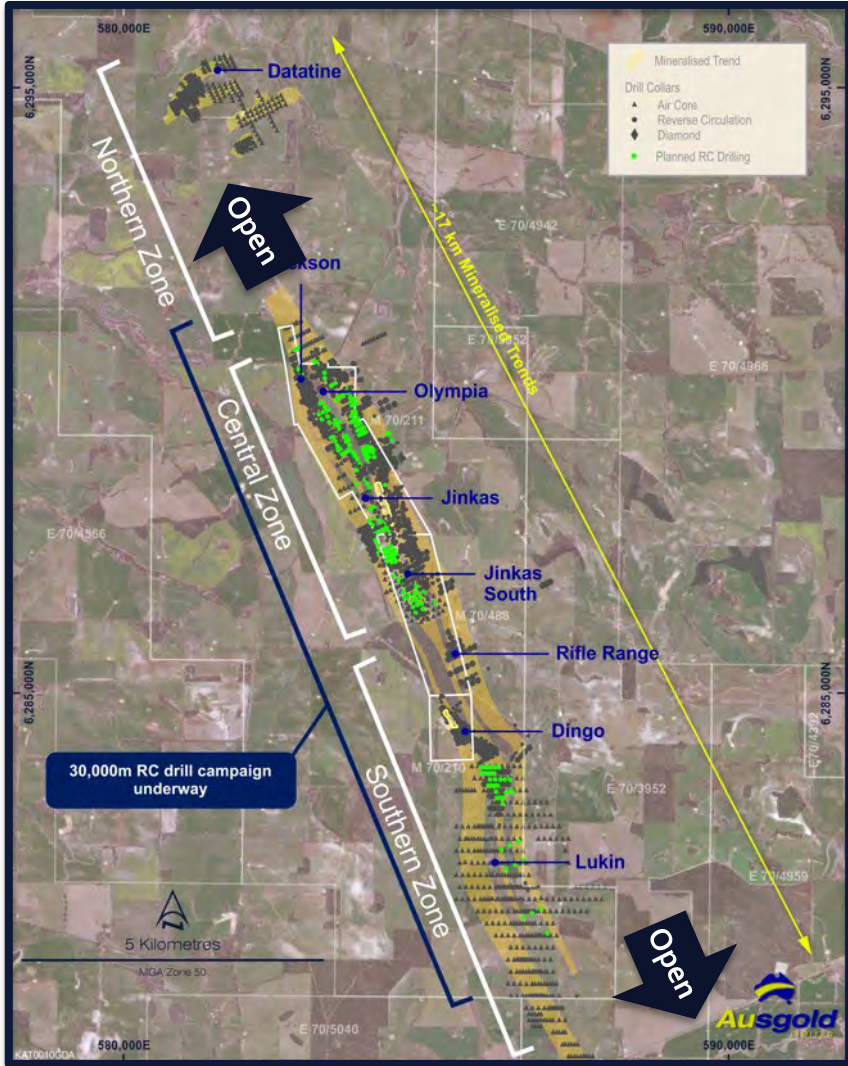 580,000E
590,000E
6,295,000N
6,295,000N
Mineralised Trend
Drill Collars
Air Core
Reverse Circulation
Diamond
Planned RC Drilling
Datatine
Northern Zone
Open
~17 km Mineralised Trends
E 70/4942
kson
Olympia
E 70/4968
M 70/211
Central Zone
Jinkas
E 70/4566
Jinkas
South
M 70/488
Rifle Range
6,285,000N
6,285,000N
Dingo
E70/4392
30,000m RC drill campaign
underway
M 70/210
E 70/3952
Southern Zone
Lukin
E 70/4959
5 Kilometres
MGA Zone 50
Open
Ausgold
E 70/5040
580,000E
590,000E